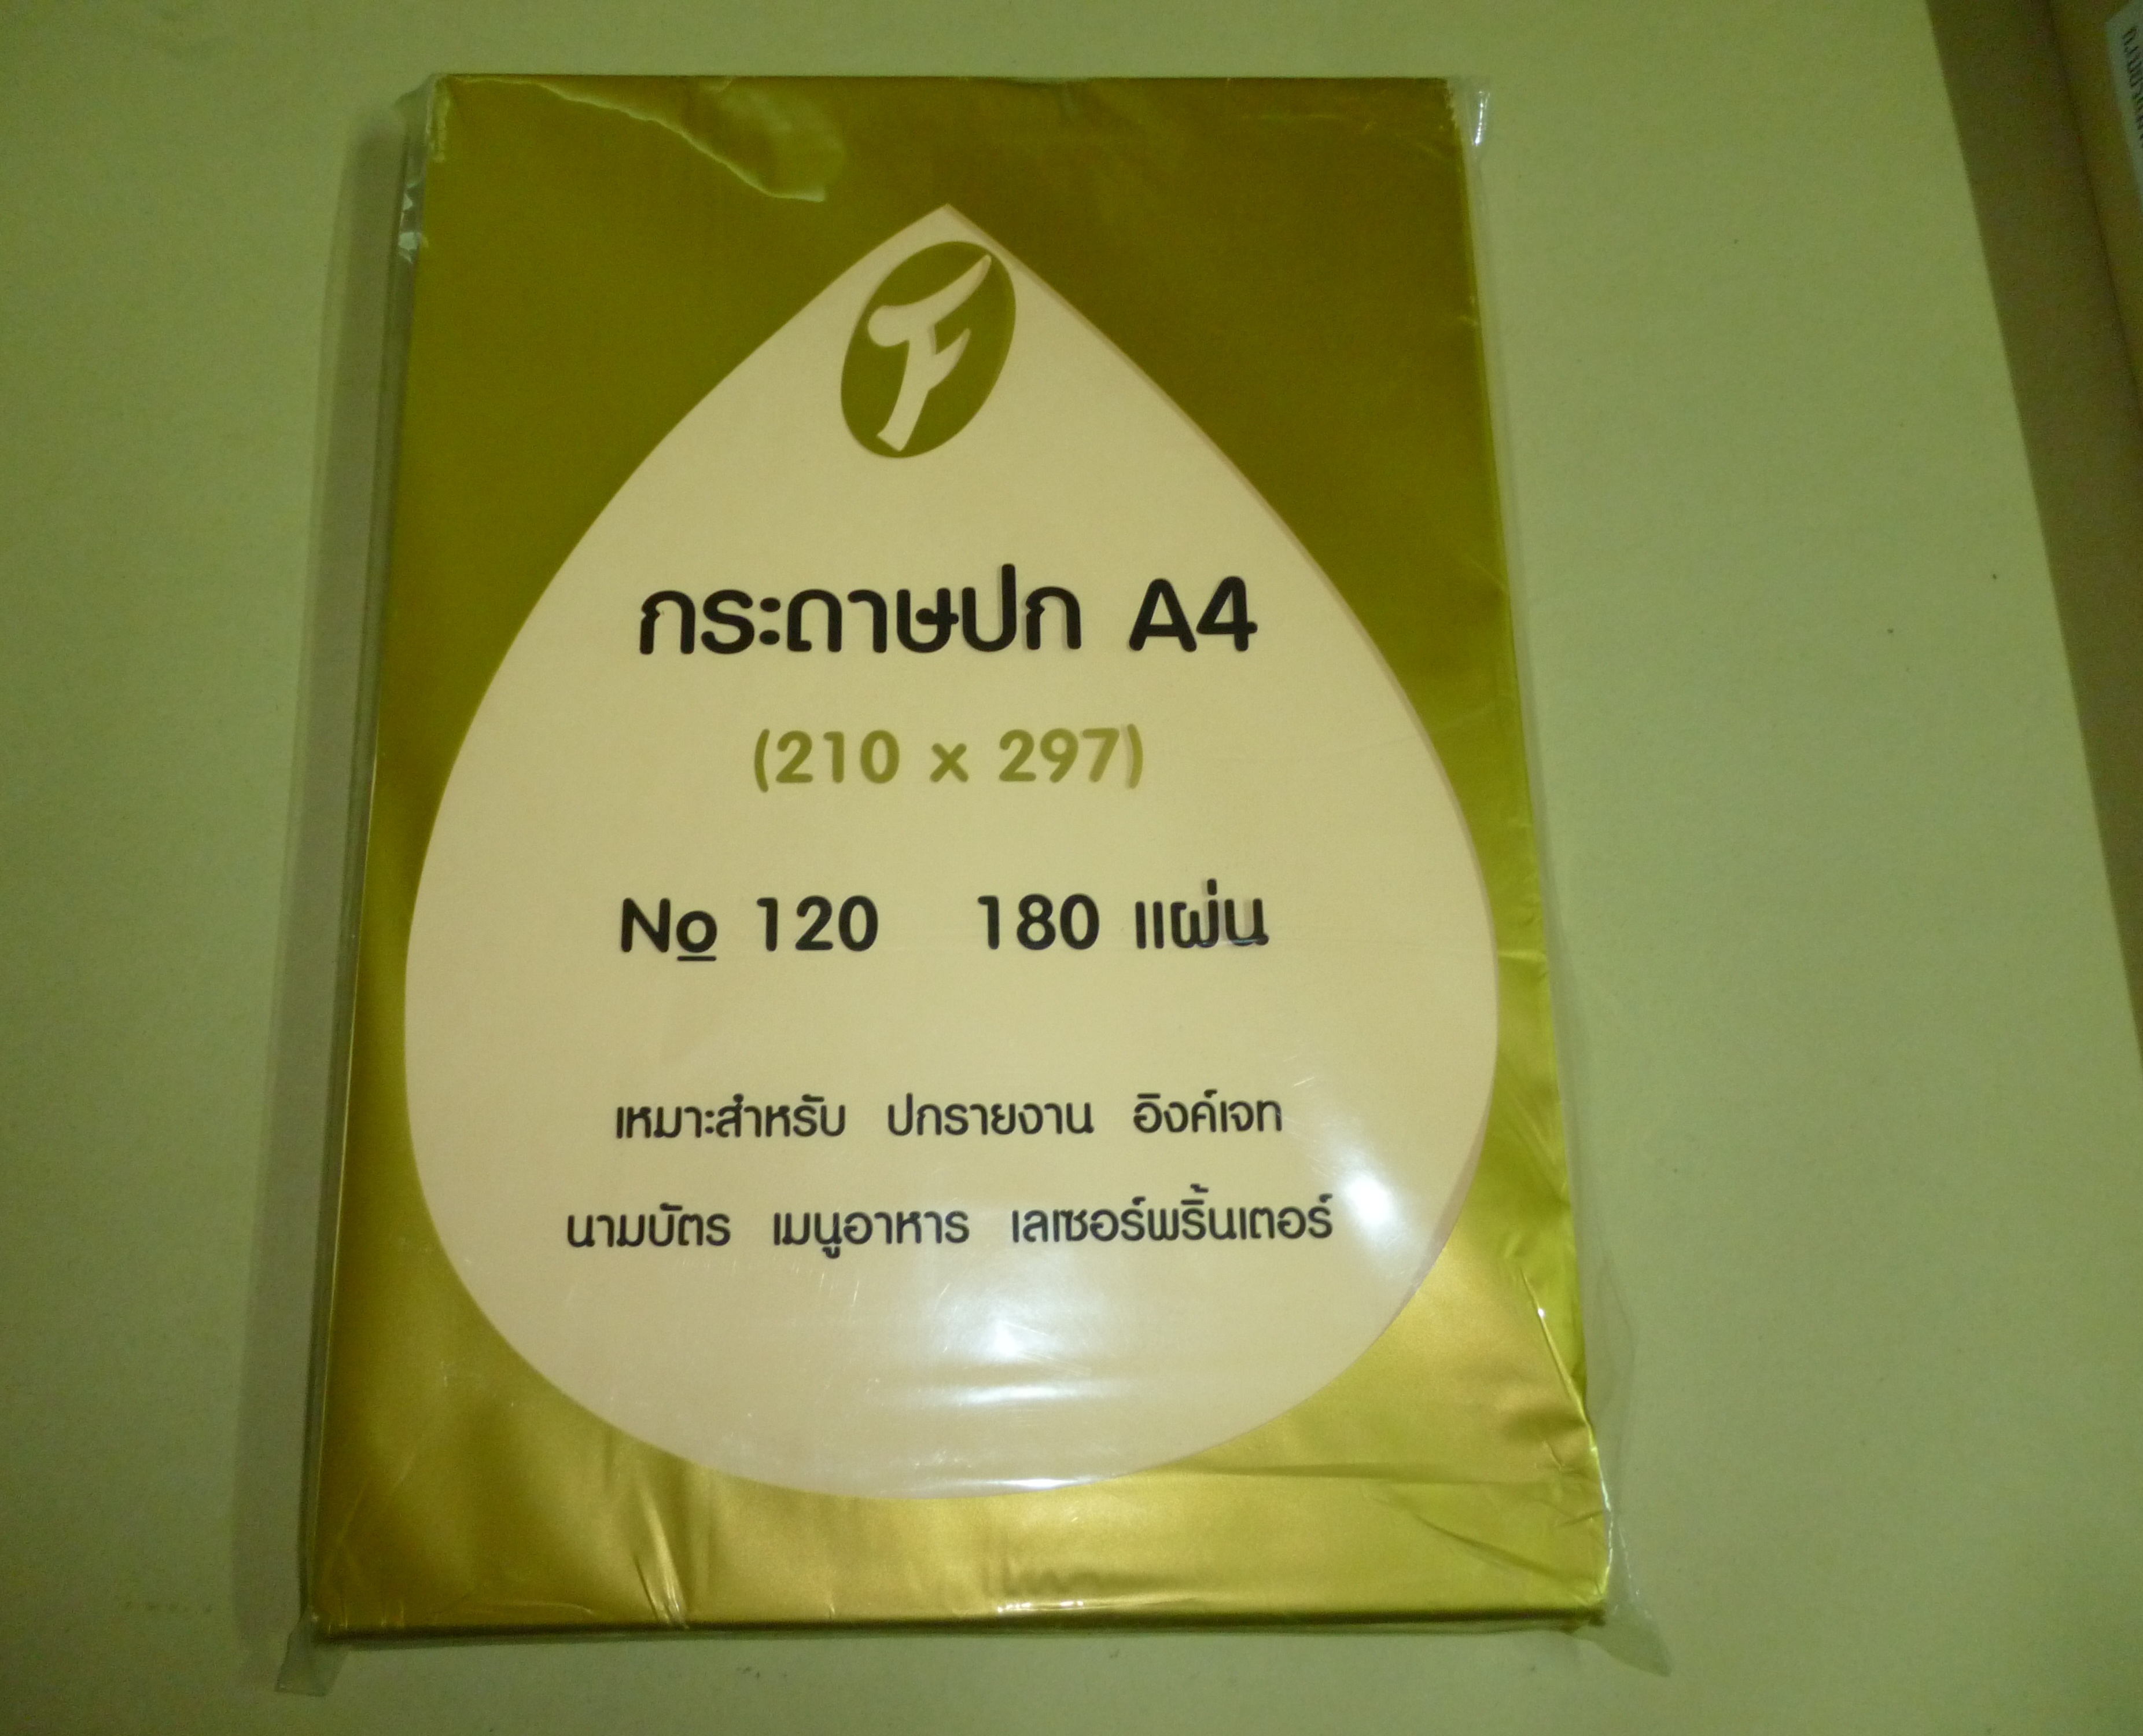 F
กระดาษปก A4
(210 x 297)
No 120 180 แผ่น
เหมาะสำหรับ ปกรายงาน อิงค์เจท
นามบัตร เมนูอาหาร เลเซอร์พริ้นเตอร์